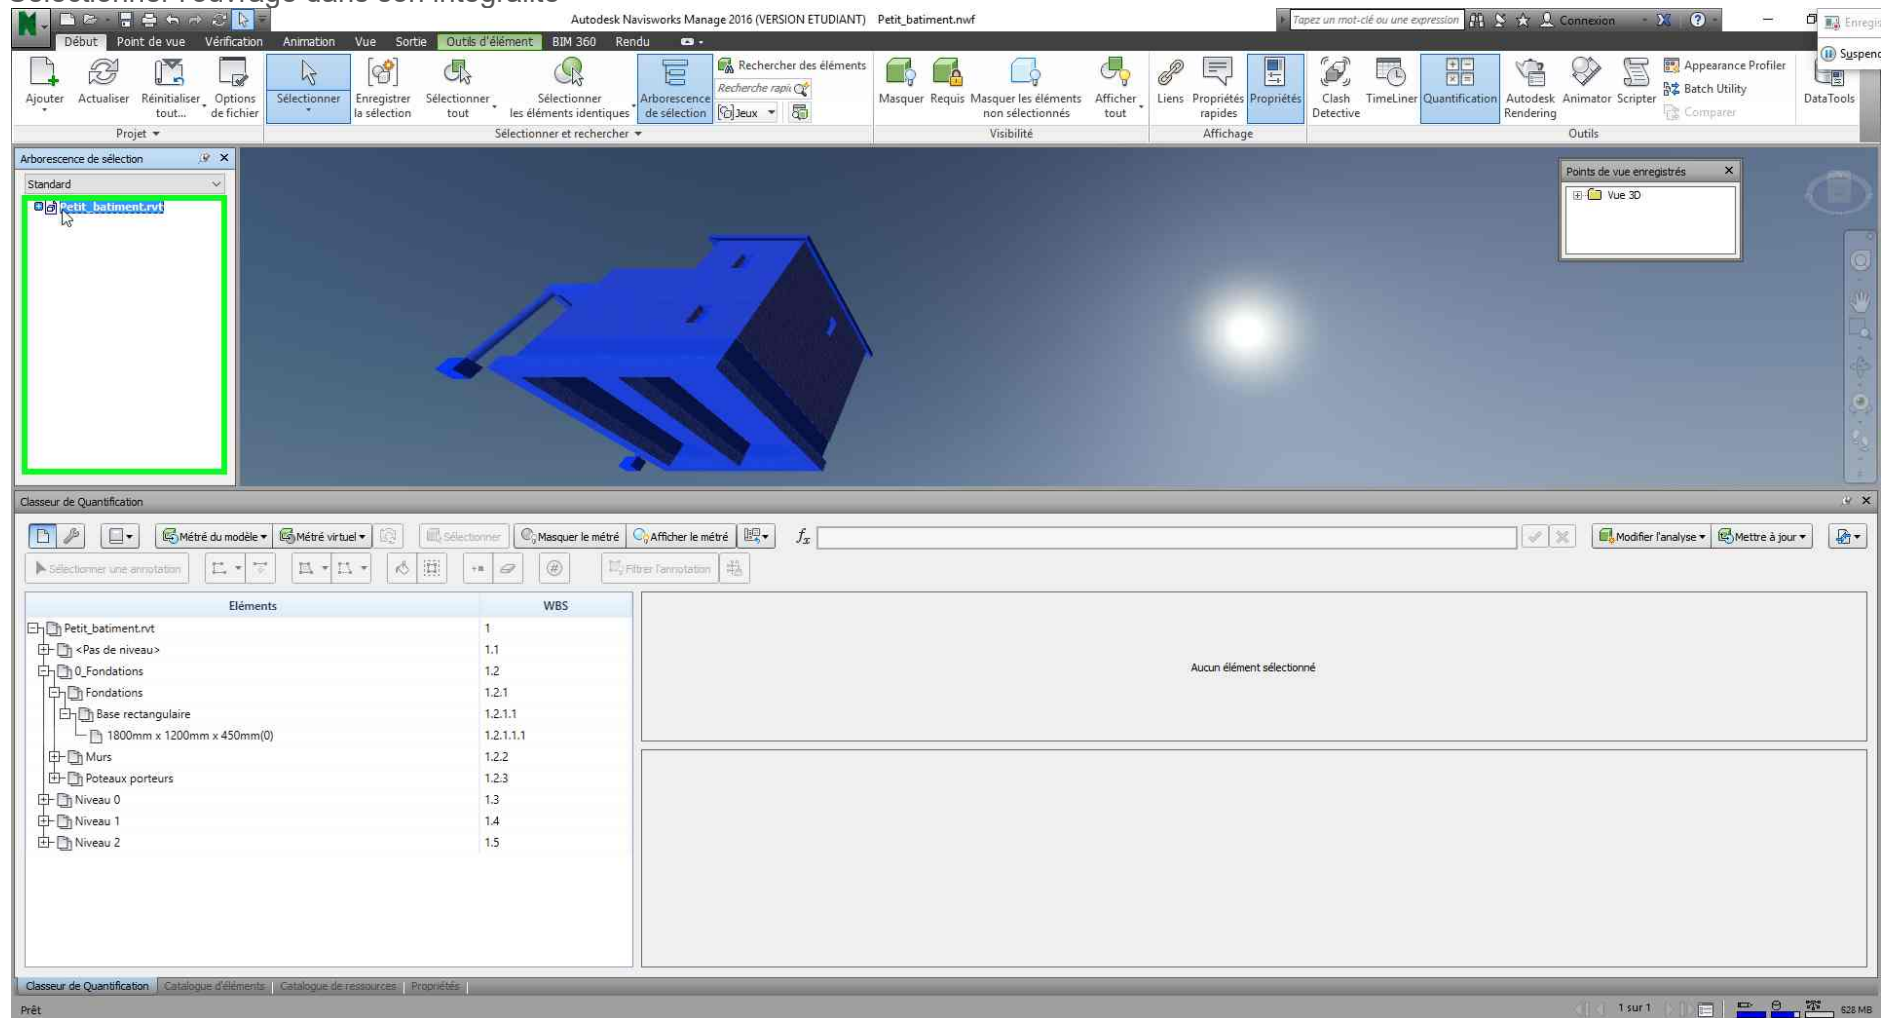 Sélectionner l'ouvrage dans son intégralité
Autodesk Navisworks Manage 2016 (VERSION ETUDIANT) Petit_batiment.nwf
Tapez un mot-clé ou une expression
Connexion
Début Point de vue Vérification Animation Vue Sortie Outils d'élément BIM 360 Rendu
Enregis
Suspend
Ajouter Actualiser Réinitialiser tout... Options de fichier
Projet
Sélectionner Enregistrer la sélection Sélectionner tout Sélectionner les éléments identiques Arborescence de sélection
Rechercher des éléments
Recherche rapi
Jeux
Sélectionner et rechercher
Masquer Requis Masquer les éléments non sélectionnés Afficher tout
Visibilité
Liens Propriétés rapides Propriétés
Affichage
Clash Detective TimeLiner Quantification Autodesk Rendering Animator Scripter
Appearance Profiler
Batch Utility
Comparer
DataTools
Outils
Arborescence de sélection
Standard
Petit_batiment.rvt
Points de vue enregistrés
Vue 3D
Classeur de Quantification
Métré du modèle Métré virtuel Sélectionner Masquer le métré Afficher le métré fx Modifier l'analyse Mettre à jour
Sélectionner une annotation Filtrer l'annotation
Eléments WBS
Petit_batiment.rvt 1
<Pas de niveau> 1.1
0_Fondations 1.2
Fondations 1.2.1
Base rectangulaire 1.2.1.1
1800mm x 1200mm x 450mm(0) 1.2.1.1.1
Murs 1.2.2
Poteaux porteurs 1.2.3
Niveau 0 1.3
Niveau 1 1.4
Niveau 2 1.5
Aucun élément sélectionné
Classeur de Quantification Catalogue d'éléments Catalogue de ressources Propriétés
Prêt
1 sur 1
628 MB